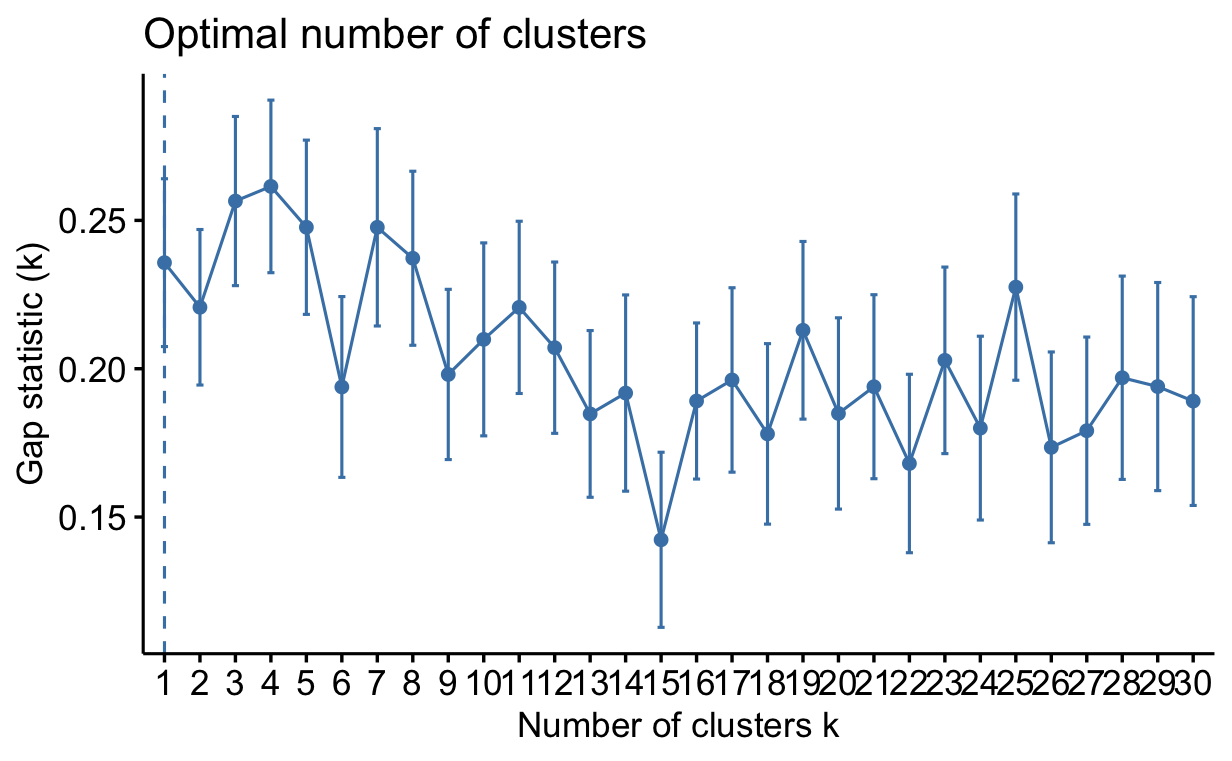 Optimal number of clusters
Gap statistic (k)
0.25
0.20
0.15
1 2 3 4 5 6 7 8 9 10 11 12 13 14 15 16 17 18 19 20 21 22 23 24 25 26 27 28 29 30
Number of clusters k